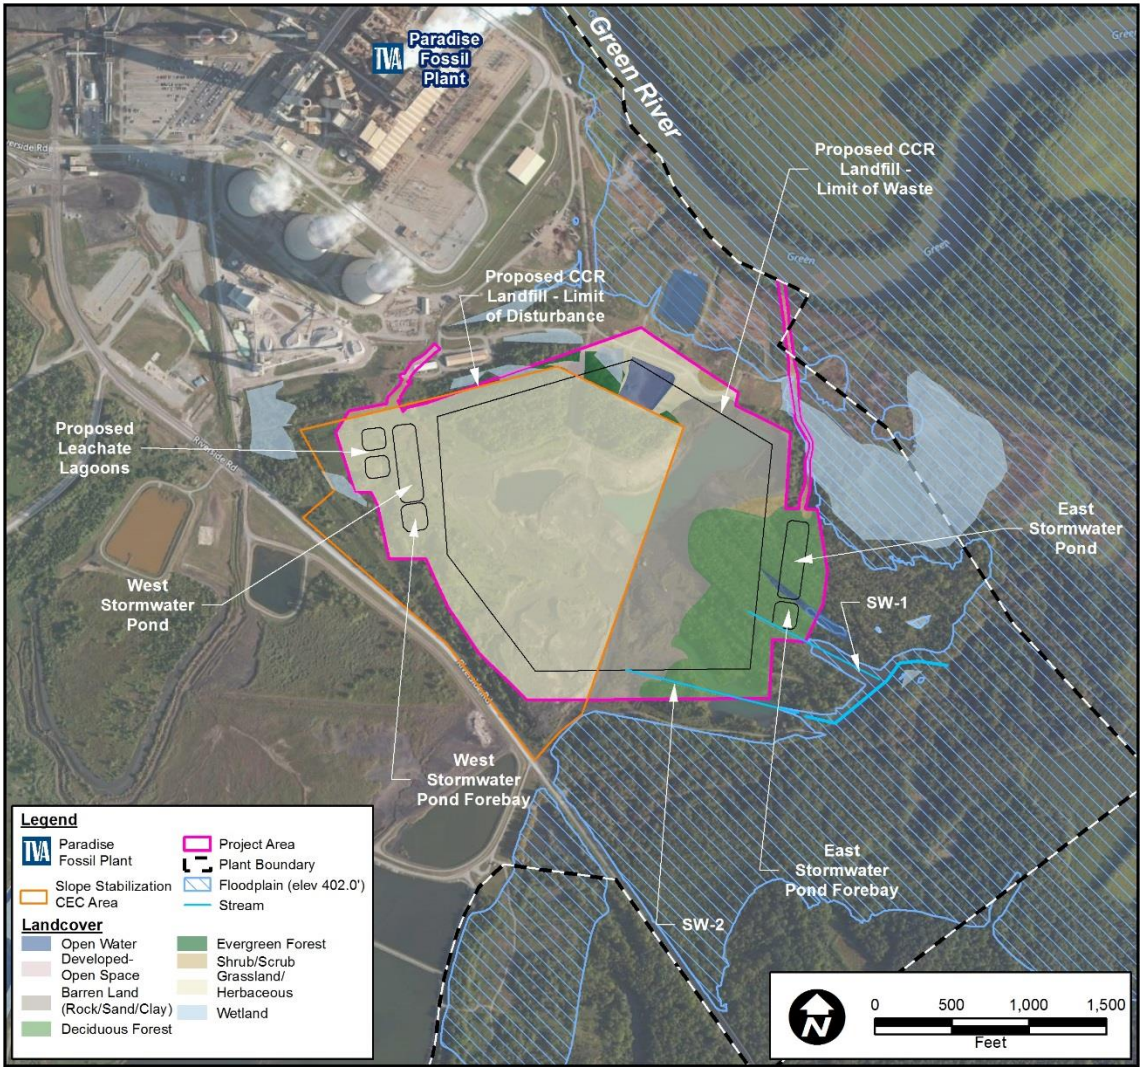 TVA
Paradise
Fossil
Plant
Green River
Green
Riverside Rd
Proposed CCR
Landfill -
Limit of Waste
Green
Green
Proposed CCR
Landfill - Limit
of Disturbance
Proposed
Leachate
Lagoons
Riverside Rd
East
Stormwater
Pond
West
Stormwater
Pond
SW-1
Riverside Rd
West
Stormwater
Pond Forebay
East
Stormwater
Pond Forebay
SW-2
Legend
TVA
Paradise
Fossil Plant
Slope Stabilization
CEC Area
Project Area
Plant Boundary
Floodplain (elev 402.0')
Stream
Landcover
Open Water
Developed-
Open Space
Barren Land
(Rock/Sand/Clay)
Deciduous Forest
Evergreen Forest
Shrub/Scrub
Grassland/
Herbaceous
Wetland
N
0 500 1,000 1,500
Feet